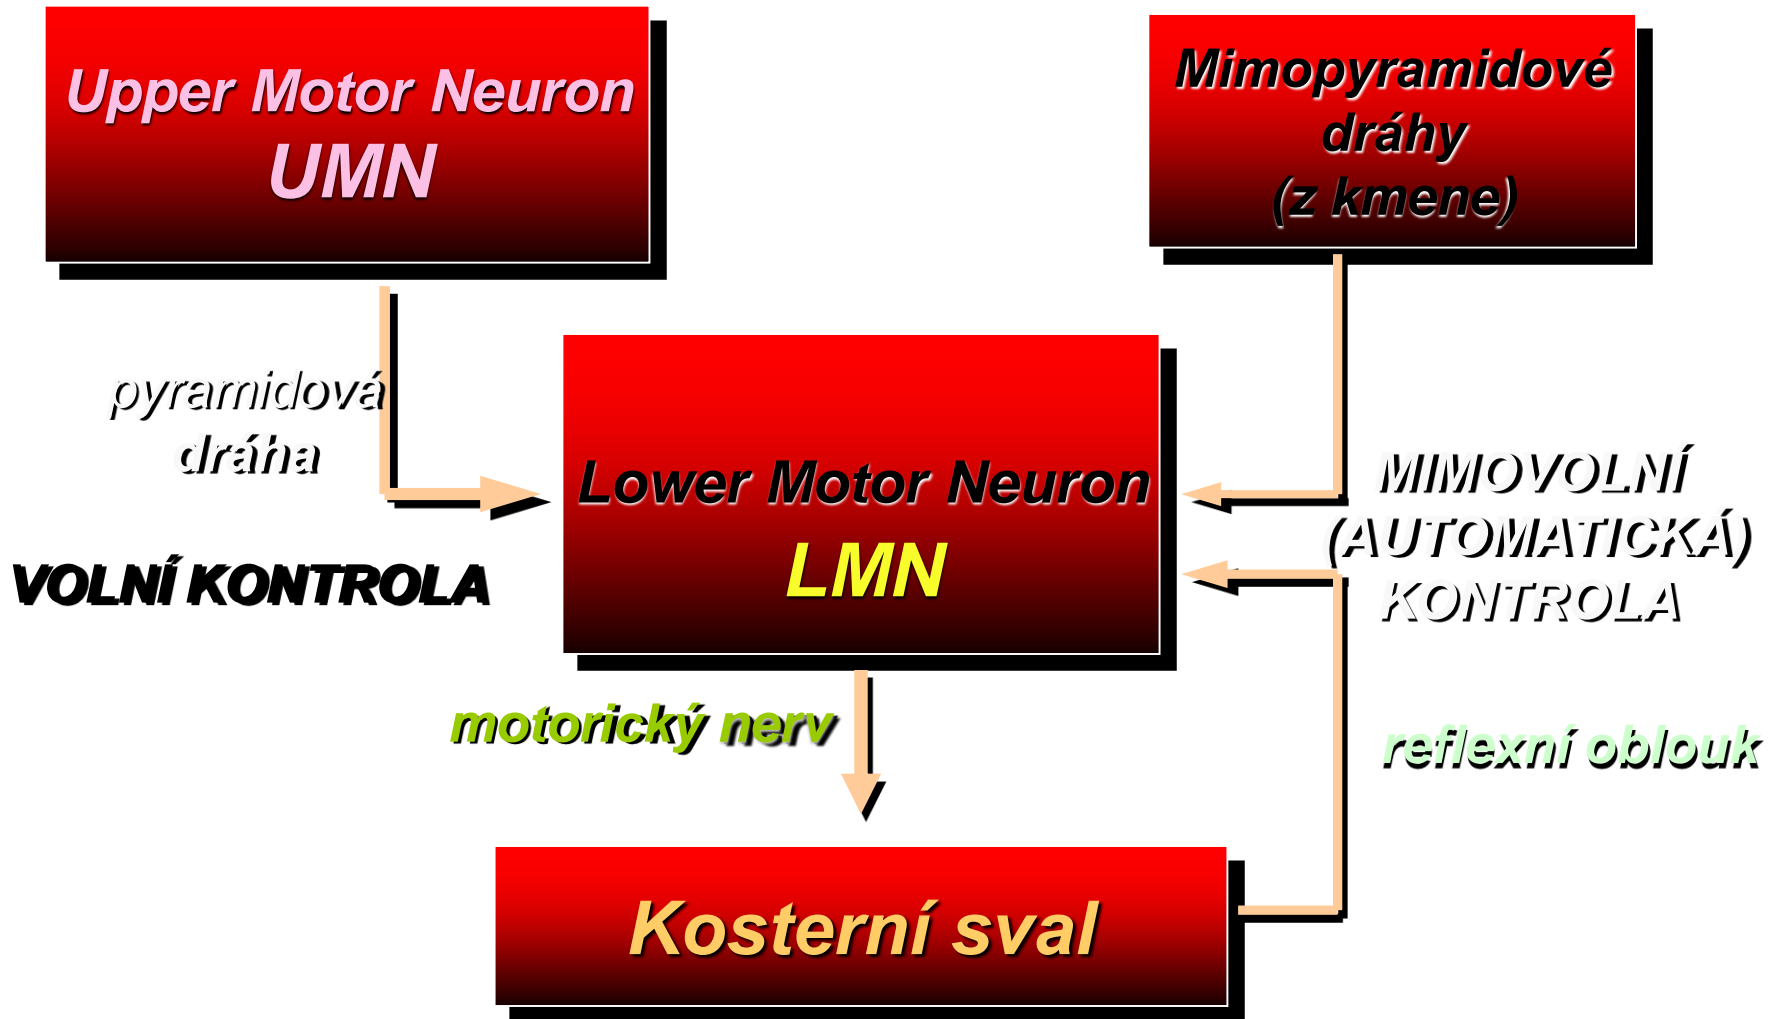 Upper Motor Neuron
UMN
Mimopyramidové
dráhy
(z kmene)
pyramidová
dráha
VOLNÍ KONTROLA
Lower Motor Neuron
LMN
MIMOVOLNÍ
(AUTOMATICKÁ)
KONTROLA
motorický nerv
reflexní oblouk
Kosterní sval